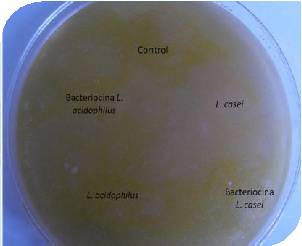 Control
Bacteriocina L.
acidophilus
L. casei
L. acidophilus
Bacteriocina
L. casei